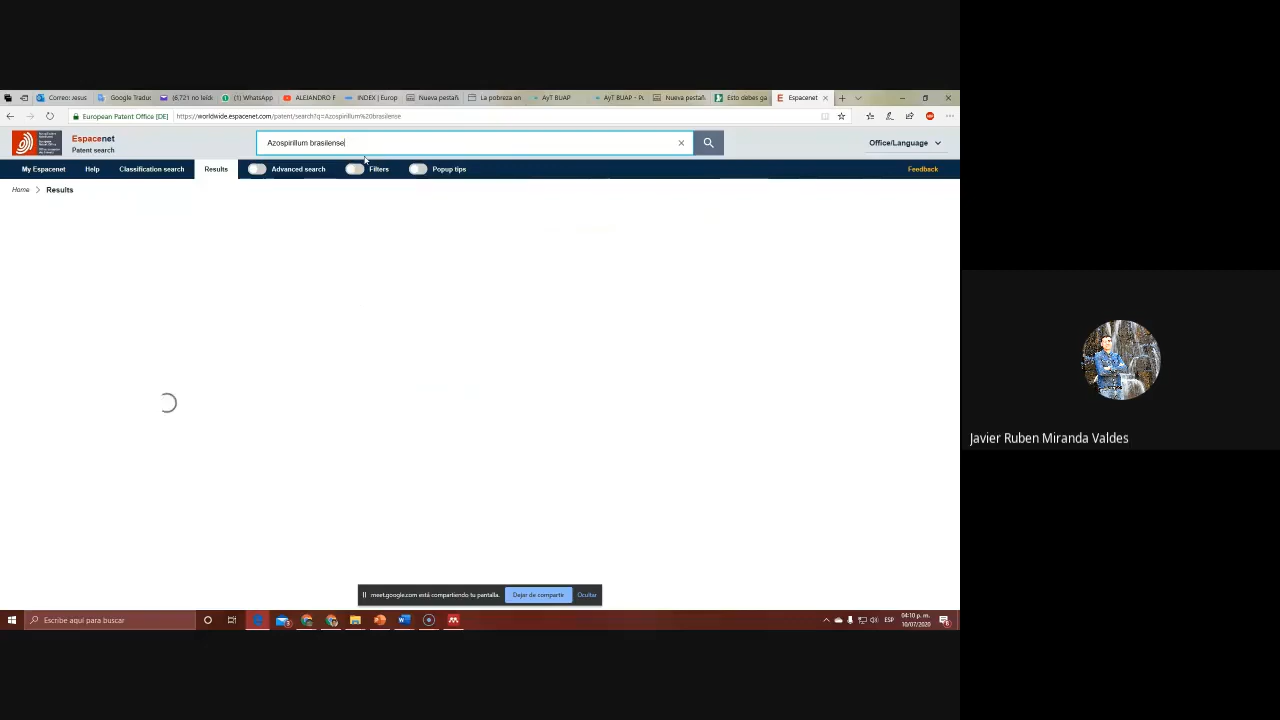 Correo: Jesus
Google Traduc
(6,721 no leíd
(1) WhatsApp
ALEJANDRO F
INDEX | Europ
Nueva pestañ
La pobreza en
AyT BUAP
AyT BUAP - Pu
Nueva pestañ
Esto debes ga
Espacenet
European Patent Office [DE]
https://worldwide.espacenet.com/patent/search?q=Azospirillum%20brasilense
Espacenet
Patent search
Azospirillum brasilense
Office/Language
My Espacenet
Help
Classification search
Results
Advanced search
Filters
Popup tips
Feedback
Home
Results
Javier Ruben Miranda Valdes
meet.google.com está compartiendo tu pantalla.
Dejar de compartir
Ocultar
Escribe aquí para buscar
ESP
04:10 p. m.
10/07/2020